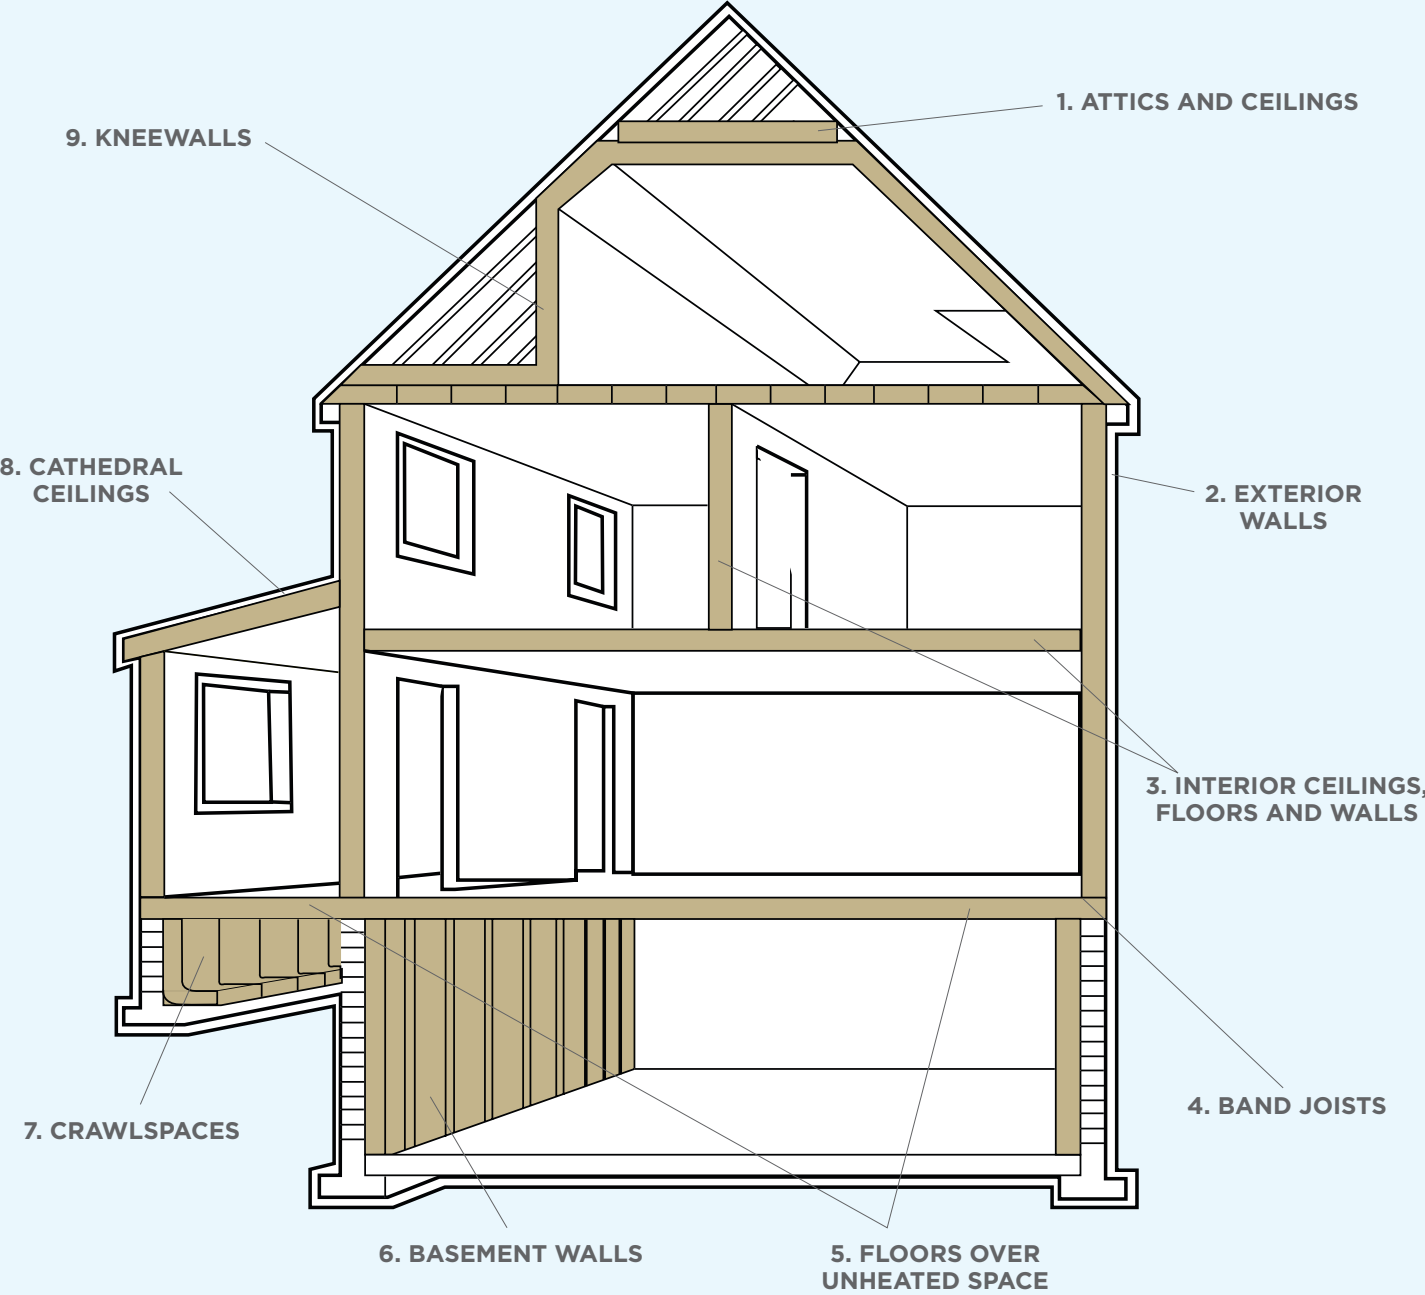 1. ATTICS AND CEILINGS
9. KNEEWALLS
8. CATHEDRAL
CEILINGS
2. EXTERIOR
WALLS
3. INTERIOR CEILINGS,
FLOORS AND WALLS
4. BAND JOISTS
7. CRAWLSPACES
6. BASEMENT WALLS
5. FLOORS OVER
UNHEATED SPACE